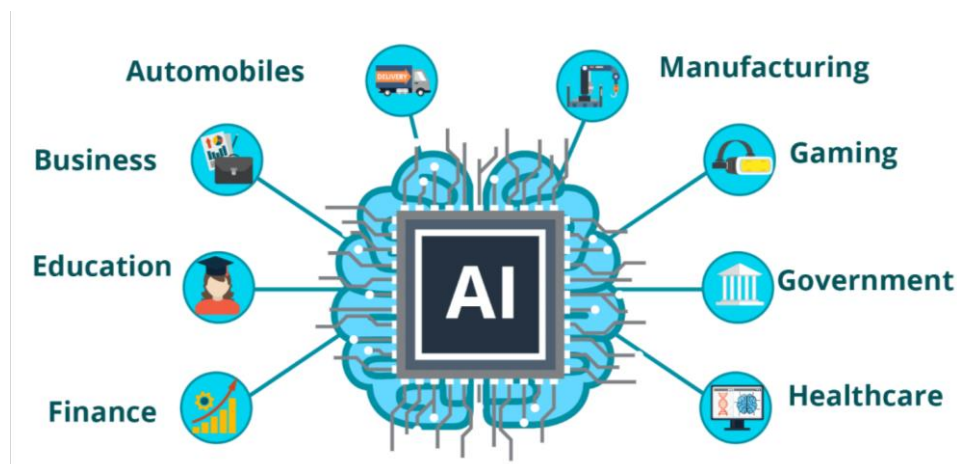 Automobiles
DELIVERY
Manufacturing
Business
Gaming
Education
AI
Government
Finance
Healthcare